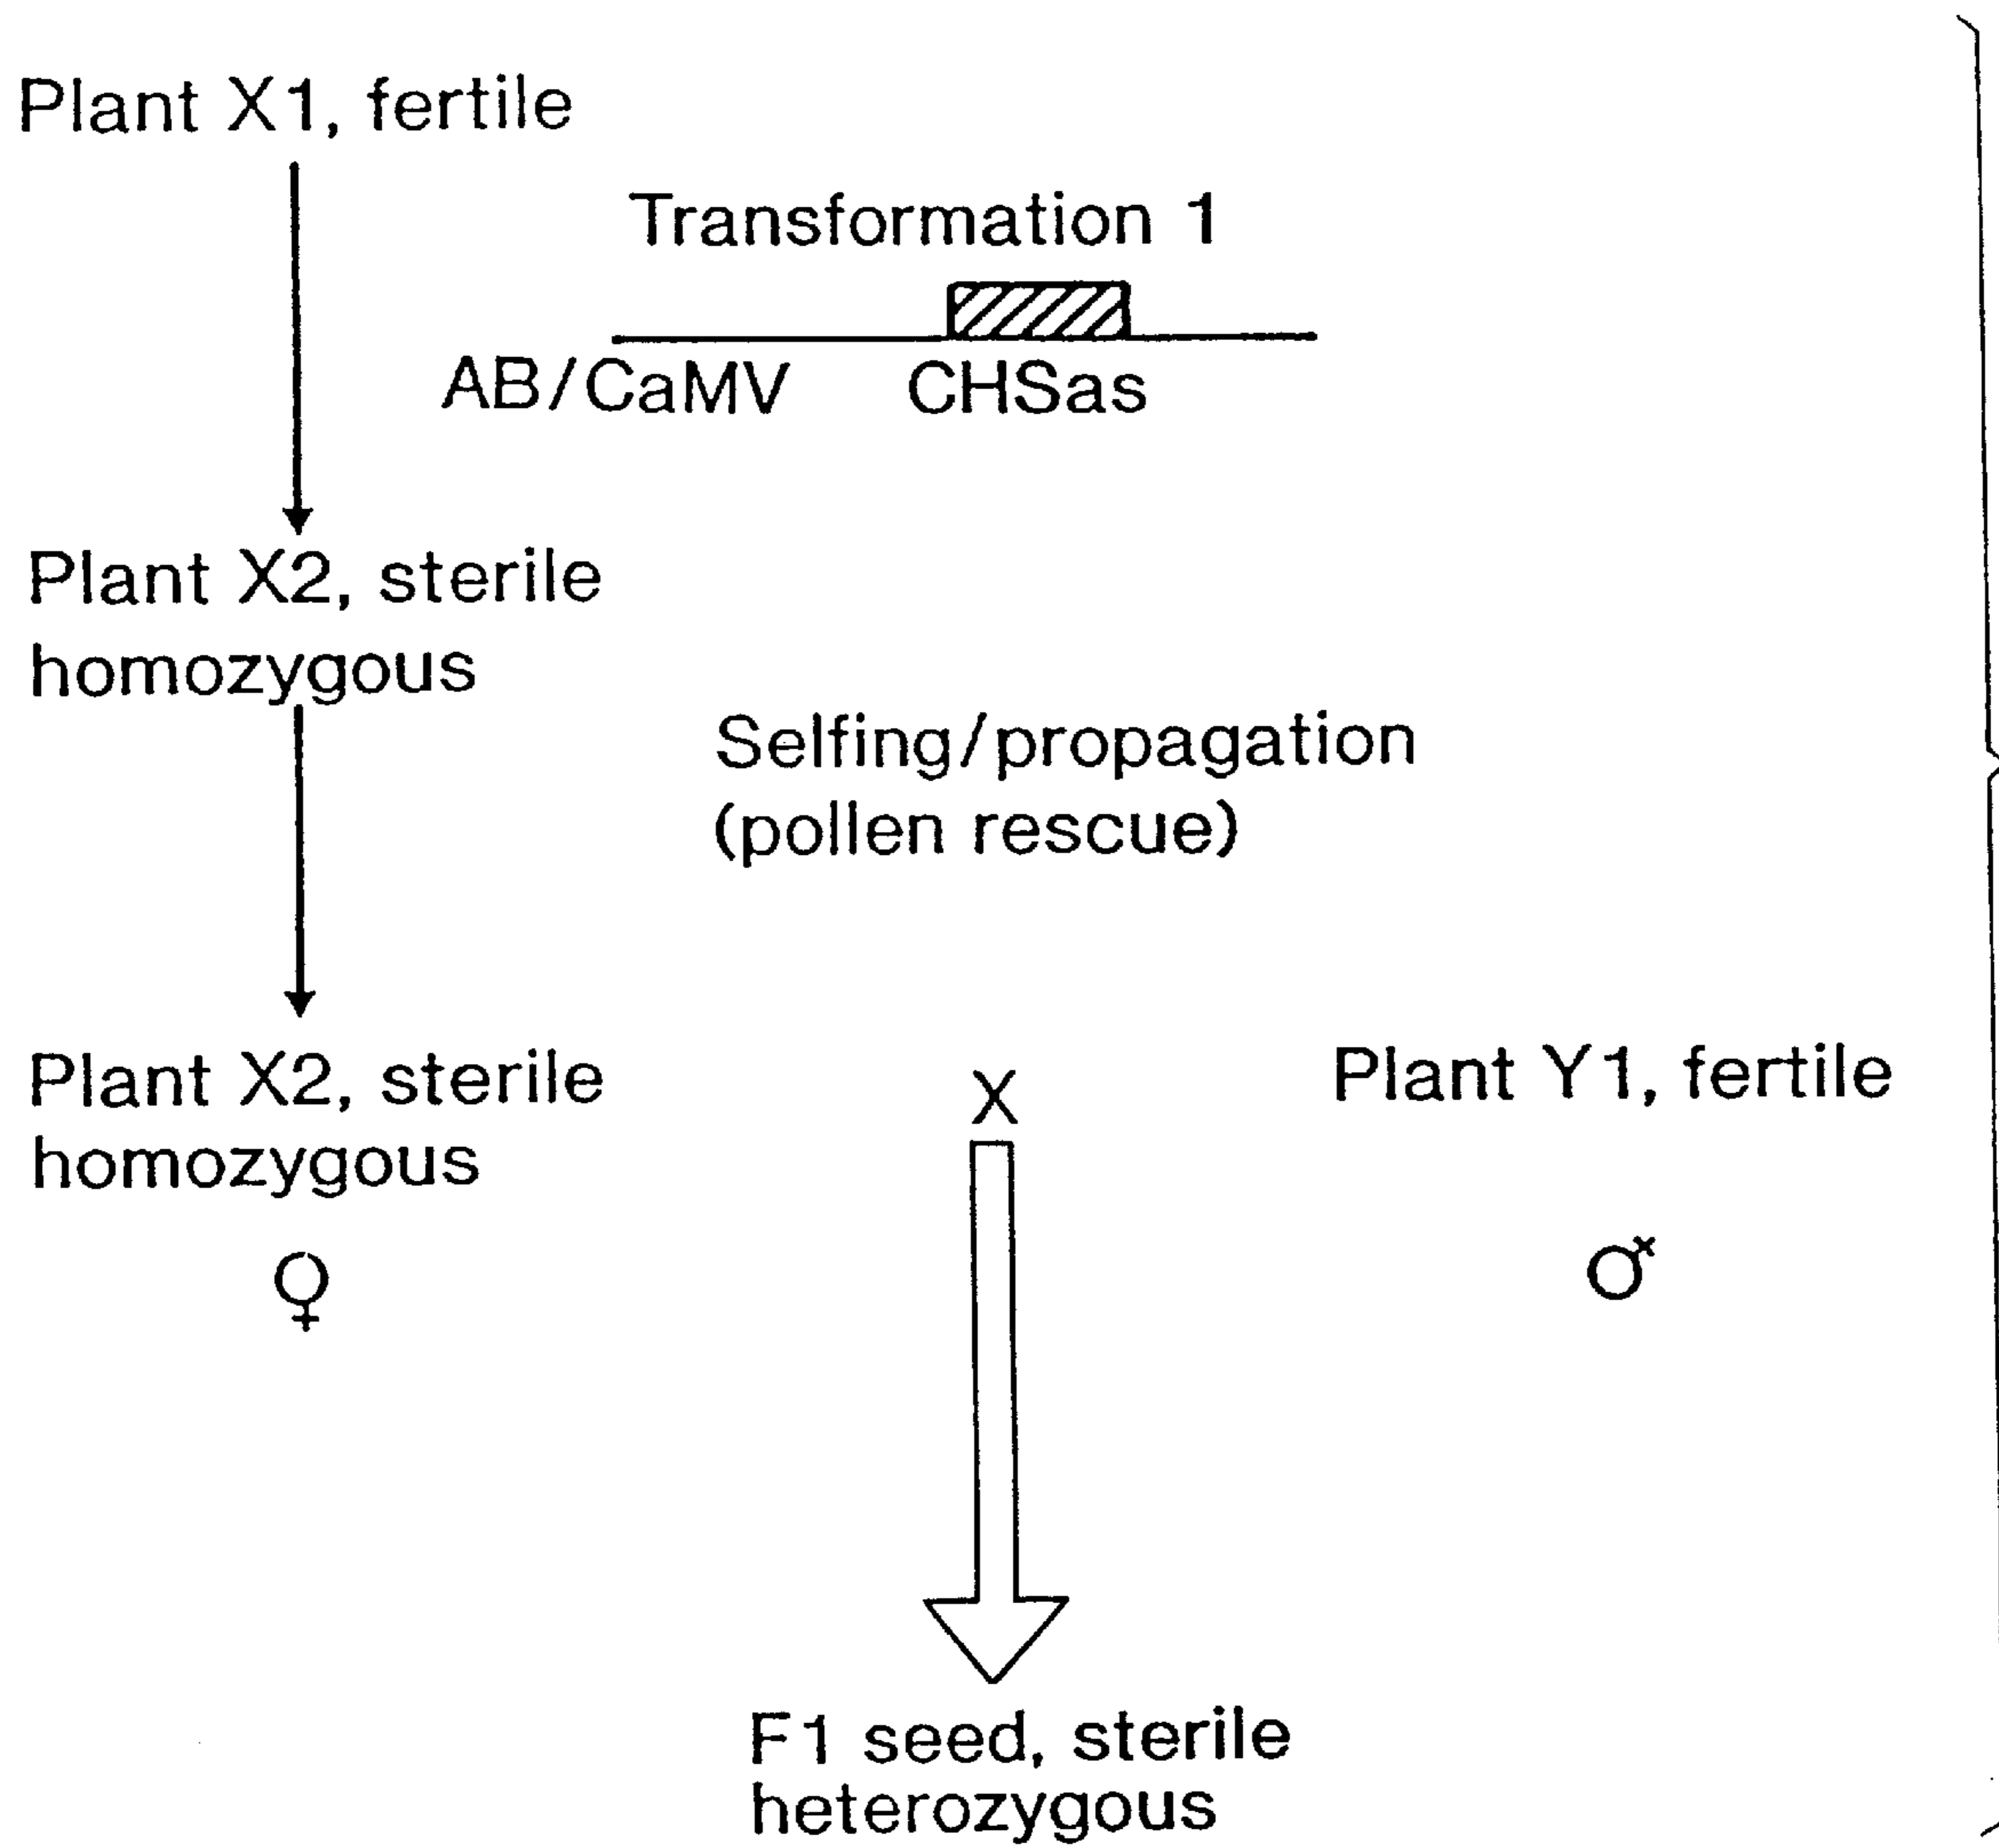 Plant X1, fertile
Transformation 1
AB/CaMV CHSas
Plant X2, sterile
homozygous
Selfing/propagation
(pollen rescue)
Plant X2, sterile X Plant Y1, fertile
homozygous
♀ ♂
F1 seed, sterile
heterozygous